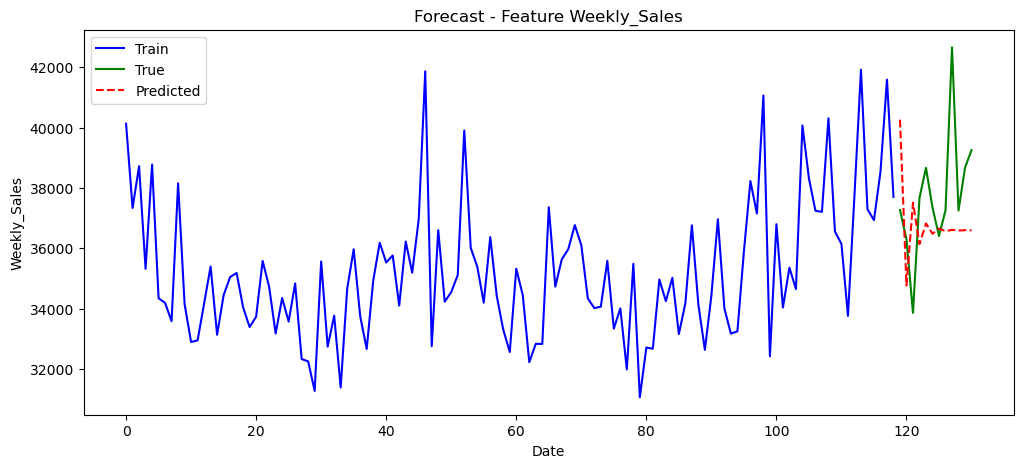 Forecast - Feature Weekly_Sales
Train
True
Predicted
Weekly_Sales
42000
40000
38000
36000
34000
32000
0 20 40 60 80 100 120
Date